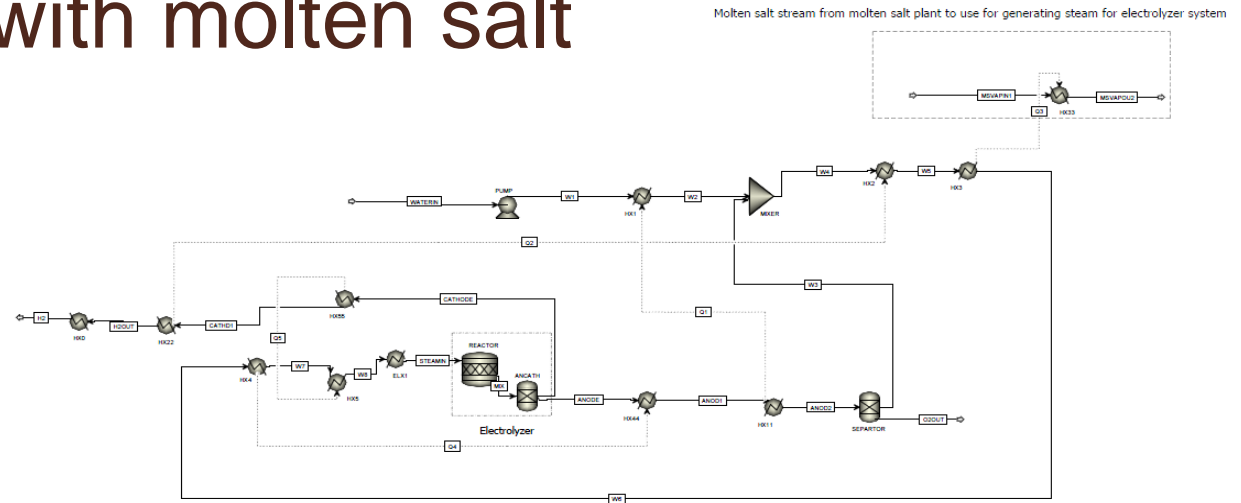 with molten salt
Molten salt stream from molten salt plant to use for generating steam for electrolyzer system
MSVAPIN1
MSVAPOU2
Q3
HX33
W4
W5
HX2
HX3
PUMP
WATERIN
W1
W2
HX1
MIXER
Q2
W3
CATHODE
HX55
Q1
H2
H2OUT
CATHD1
HX0
HX22
Q5
REACTOR
W7
STEAMIN
HX4
W8
ELX1
ANCATH
MIX
HX5
ANODE
ANOD1
ANOD2
HX44
HX11
SEPARTOR
O2OUT
Electrolyzer
Q4
W6